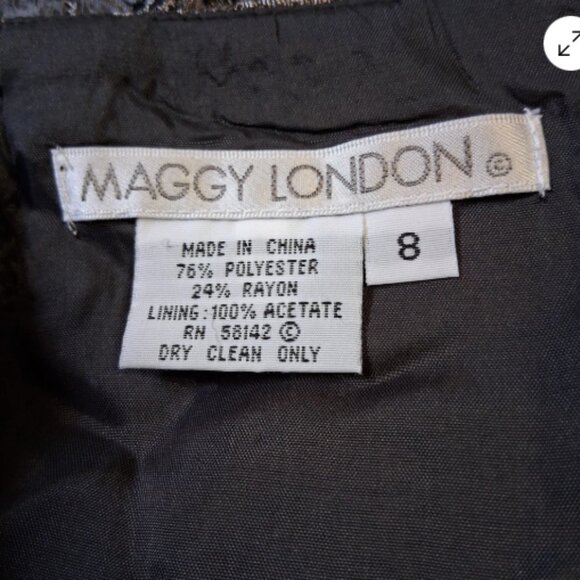 MAGGY LONDON ©
8
MADE IN CHINA
76% POLYESTER
24% RAYON
LINING:100% ACETATE
RN 58142 ©
DRY CLEAN ONLY